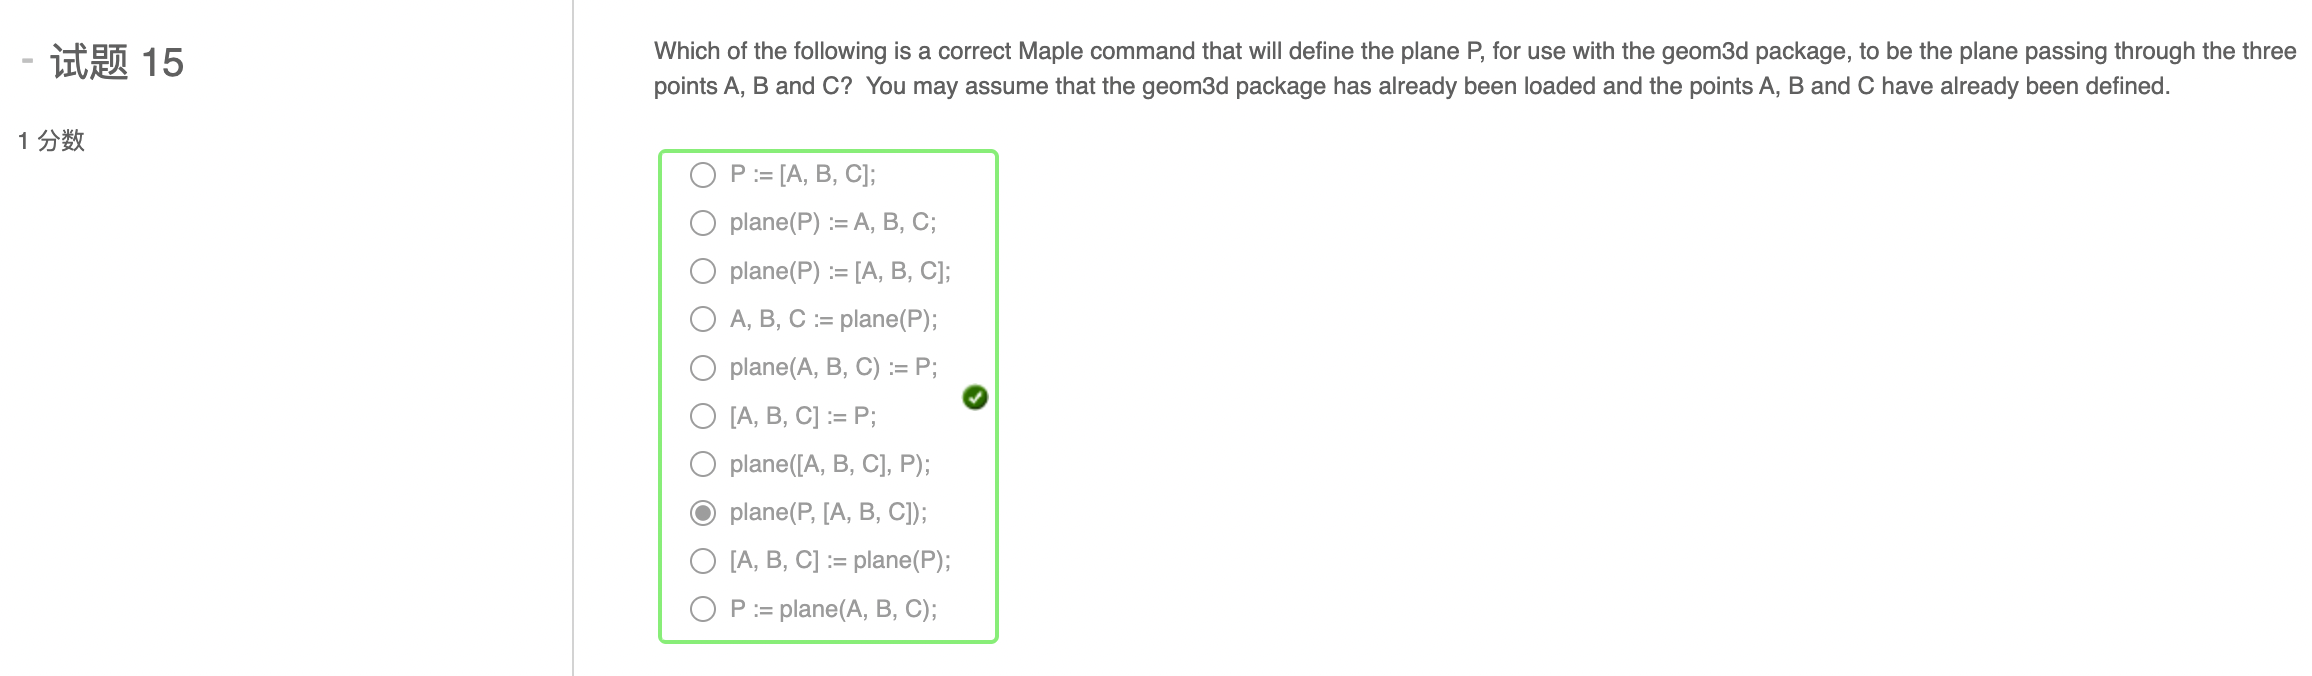 - 试题 15
1 分数
Which of the following is a correct Maple command that will define the plane P, for use with the geom3d package, to be the plane passing through the three
points A, B and C?  You may assume that the geom3d package has already been loaded and the points A, B and C have already been defined.
P := [A, B, C];
plane(P) := A, B, C;
plane(P) := [A, B, C];
A, B, C := plane(P);
plane(A, B, C) := P;
[A, B, C] := P;
plane([A, B, C], P);
plane(P, [A, B, C]);
[A, B, C] := plane(P);
P := plane(A, B, C);